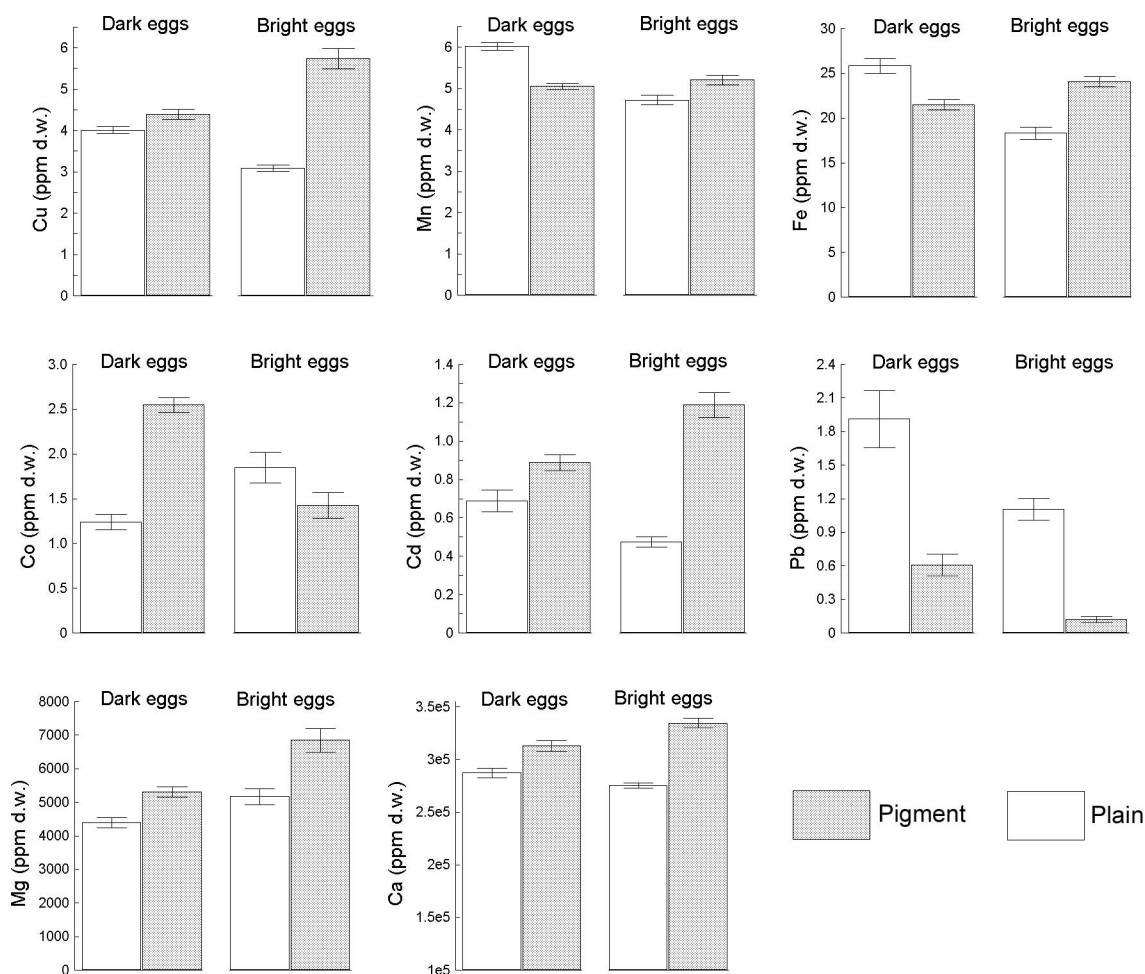 Dark eggs Bright eggs
Cu (ppm d.w.)
6
5
4
3
2
1
0
Dark eggs Bright eggs
Mn (ppm d.w.)
6
5
4
3
2
1
0
Dark eggs Bright eggs
Fe (ppm d.w.)
30
25
20
15
10
5
0
Dark eggs Bright eggs
Co (ppm d.w.)
3.0
2.5
2.0
1.5
1.0
0.5
0
Dark eggs Bright eggs
Cd (ppm d.w.)
1.4
1.2
1.0
0.8
0.6
0.4
0.2
0
Dark eggs Bright eggs
Pb (ppm d.w.)
2.4
2.1
1.8
1.5
1.2
0.9
0.6
0.3
0
Dark eggs Bright eggs
Mg (ppm d.w.)
8000
7000
6000
5000
4000
3000
2000
1000
0
Dark eggs Bright eggs
Ca (ppm d.w.)
3.5e5
3e5
2.5e5
2e5
1.5e5
1e5
Pigment Plain